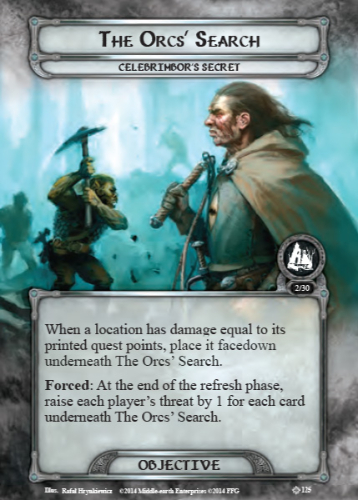 The Orcs' Search
Celebrimbor's Secret
2/30
When a location has damage equal to its
printed quest points, place it facedown
underneath The Orcs' Search.
Forced: At the end of the refresh phase,
raise each player's threat by 1 for each card
underneath The Orcs' Search.
Objective
Illus. Rafał Hrynkiewicz ©2014 Middle-earth Enterprises ©2014 FFG 125